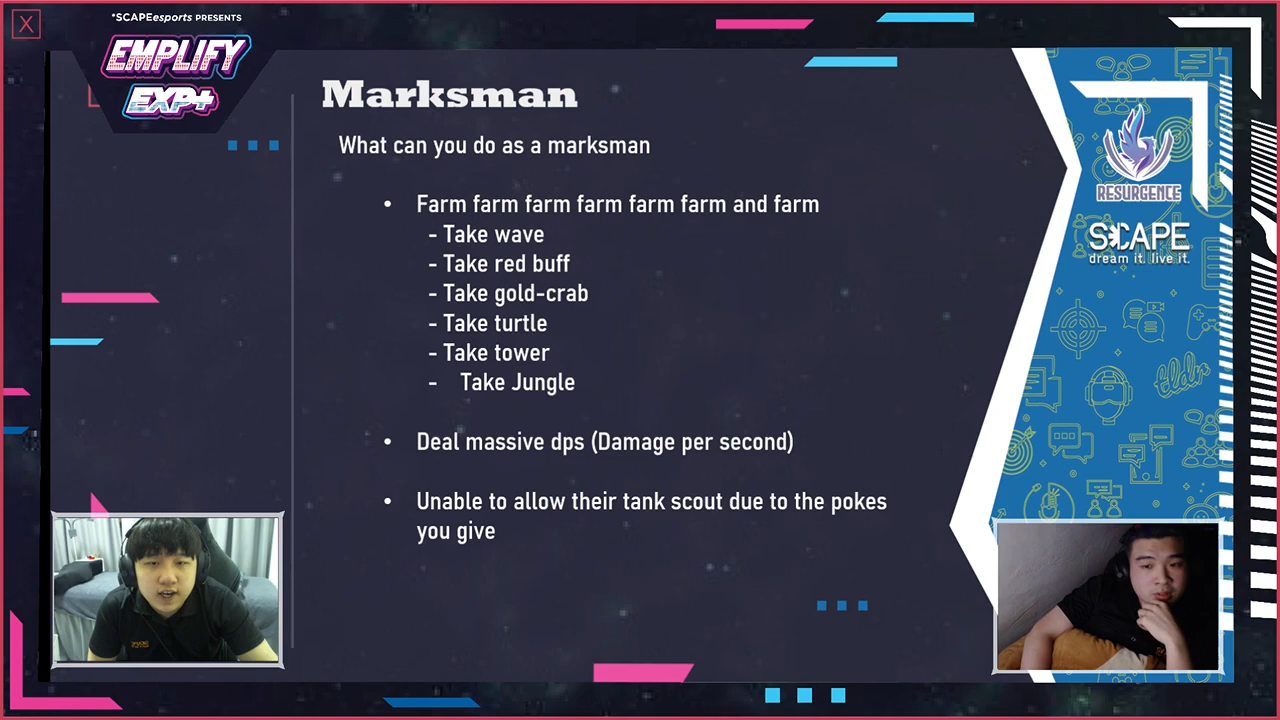 *SCAPEesports PRESENTS
EMPLIFY
EXP+
Marksman
What can you do as a marksman
• Farm farm farm farm farm farm and farm
- Take wave
- Take red buff
- Take gold-crab
- Take turtle
- Take tower
- Take Jungle
• Deal massive dps (Damage per second)
• Unable to allow their tank scout due to the pokes
you give
RESURGENCE
S*CAPE
dream it. live it.